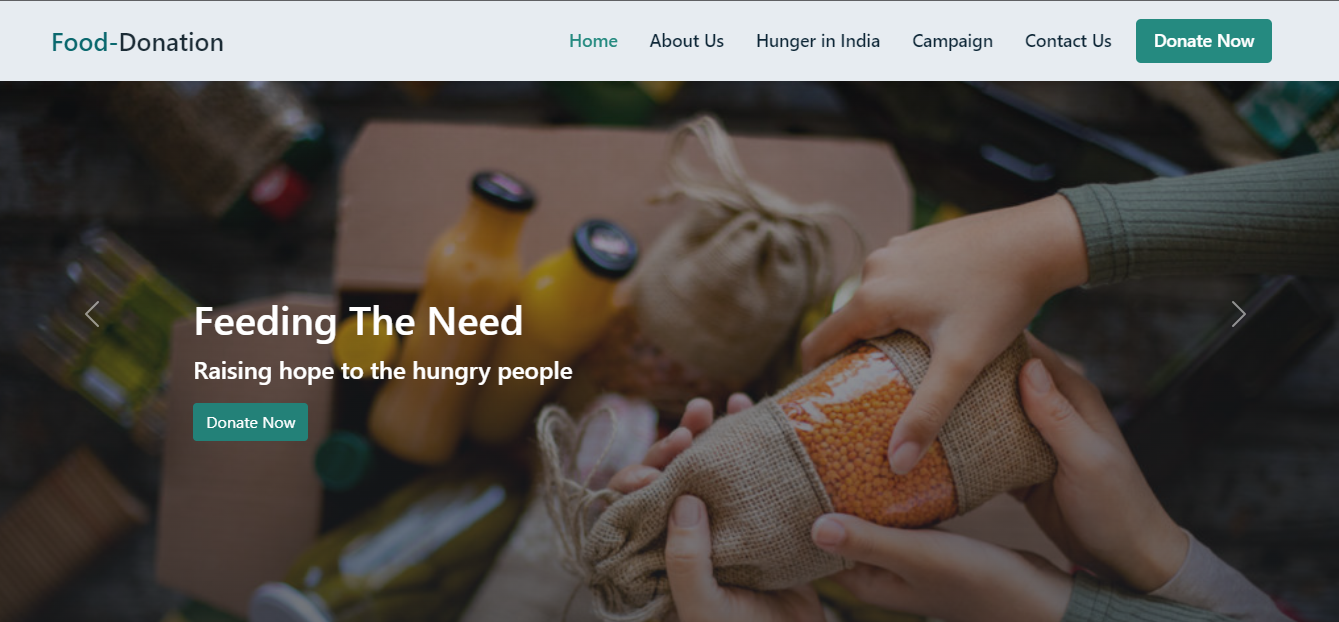 Food-Donation
Home About Us Hunger in India Campaign Contact Us Donate Now
Feeding The Need
Raising hope to the hungry people
Donate Now